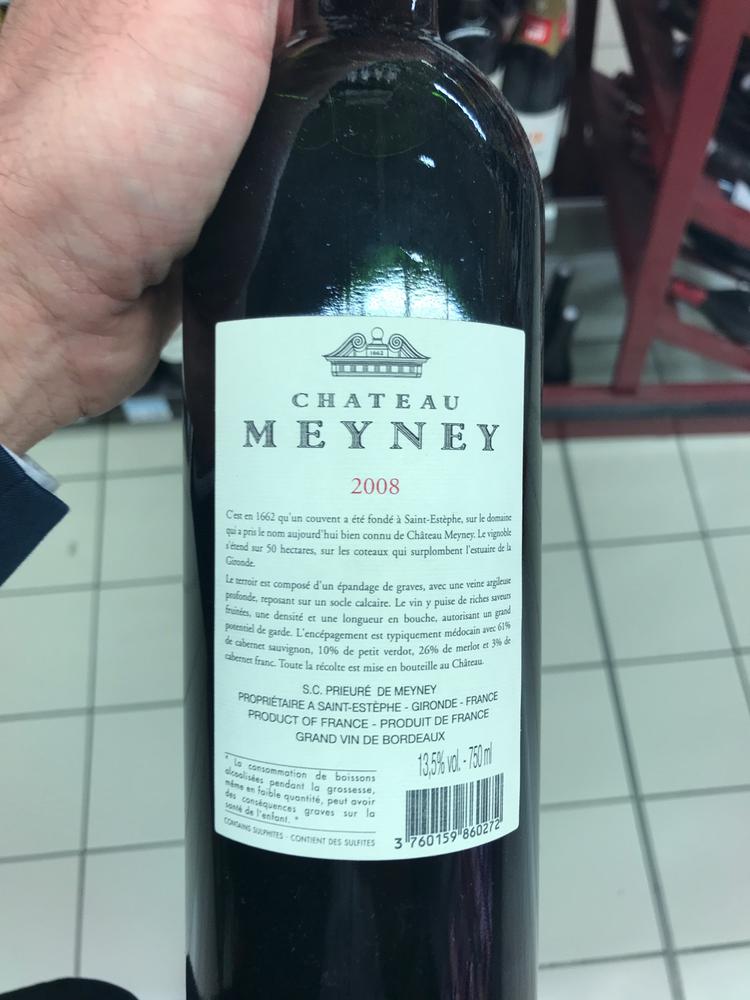 1662
CHATEAU
MEYNEY
2008
C'est en 1662 qu'un couvent a été fondé à Saint-Estèphe, sur le domaine
qui a pris le nom aujourd'hui bien connu de Château Meyney. Le vignoble
s'étend sur 50 hectares, sur les coteaux qui surplombent l'estuaire de la
Gironde.
Le terroir est composé d'un épandage de graves, avec une veine argileuse
profonde, reposant sur un socle calcaire. Le vin y puise de riches saveurs
fruitées, une densité et une longueur en bouche, autorisant un grand
potentiel de garde. L'encépagement est typiquement médocain avec 61%
de cabernet sauvignon, 10% de petit verdot, 26% de merlot et 3% de
cabernet franc. Toute la récolte est mise en bouteille au Château.
S.C. PRIEURÉ DE MEYNEY
PROPRIÉTAIRE A SAINT-ESTÈPHE - GIRONDE - FRANCE
PRODUCT OF FRANCE - PRODUIT DE FRANCE
GRAND VIN DE BORDEAUX
13,5% vol. - 750 ml
" La consommation de boissons
alcoolisées pendant la grossesse,
même en faible quantité, peut avoir
des conséquences graves sur la
santé de l'enfant. "
CONTAINS SULPHITES - CONTIENT DES SULFITES
3 760159 860272